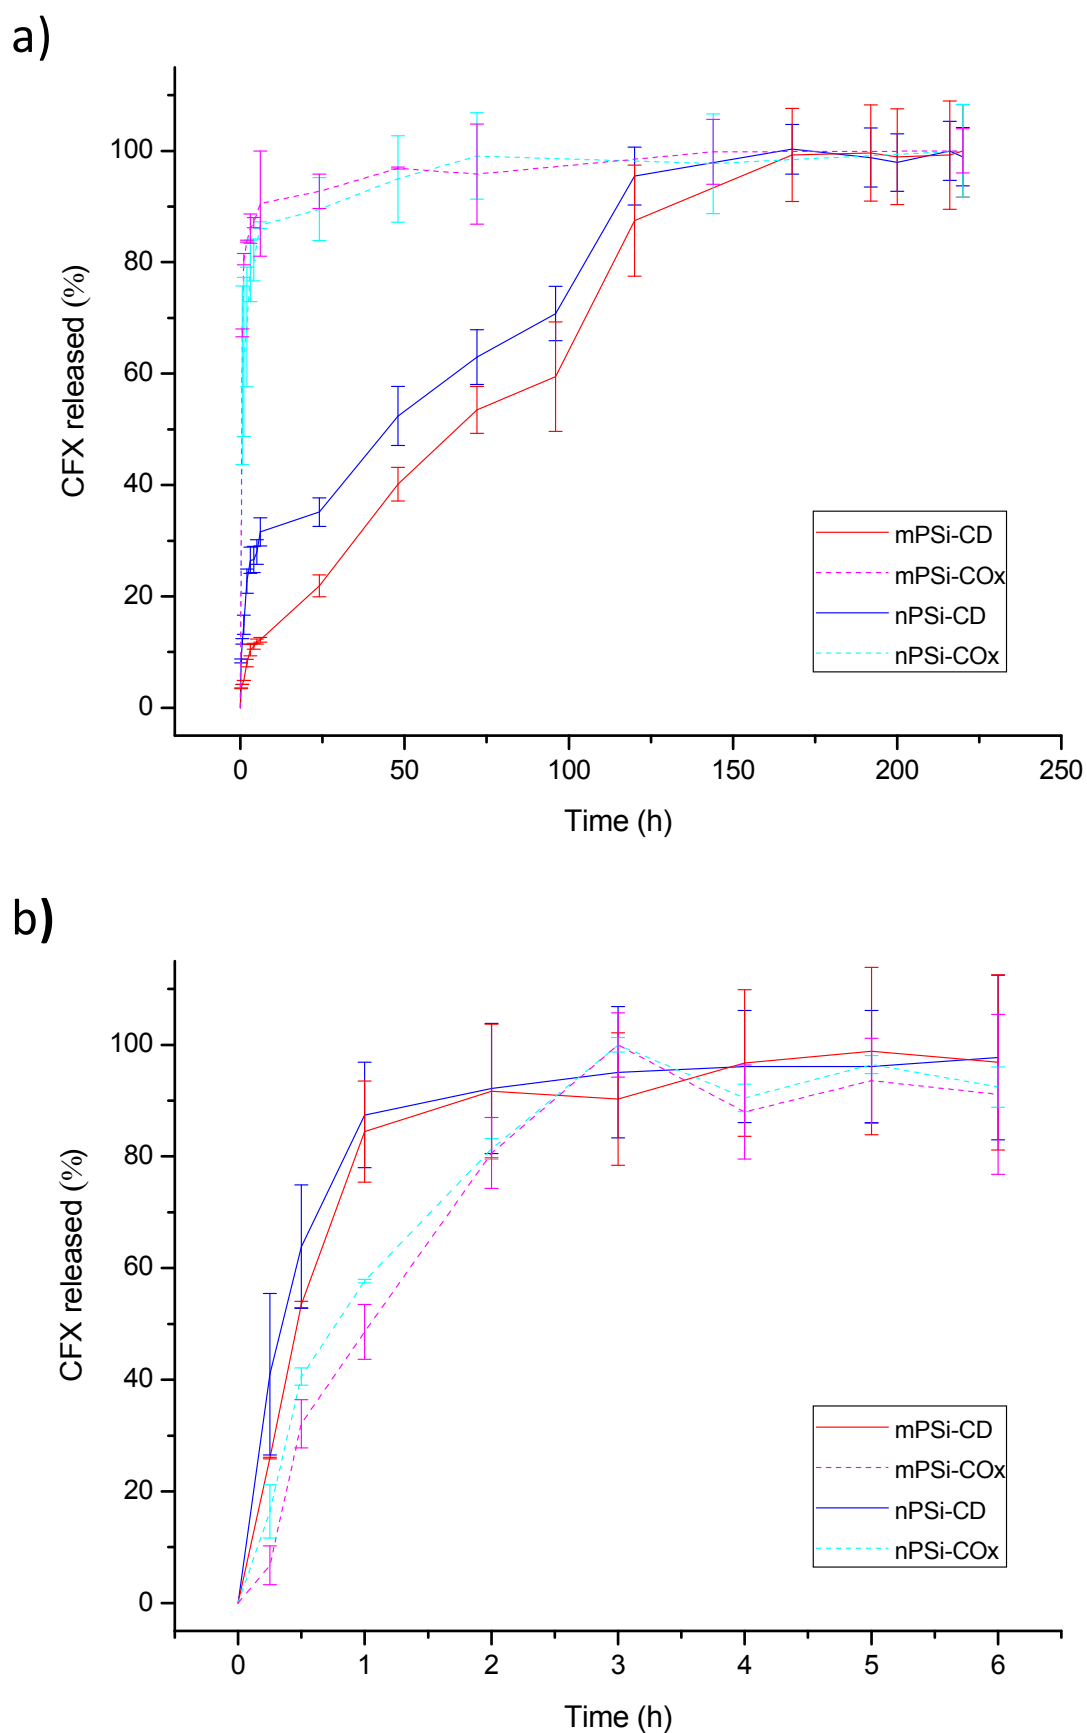 a)
CFX released (%)
100
80
60
40
20
0
mPSi-CD
mPSi-COx
nPSi-CD
nPSi-COx
0 50 100 150 200 250
Time (h)
b)
CFX released (%)
100
80
60
40
20
0
mPSi-CD
mPSi-COx
nPSi-CD
nPSi-COx
0 1 2 3 4 5 6
Time (h)